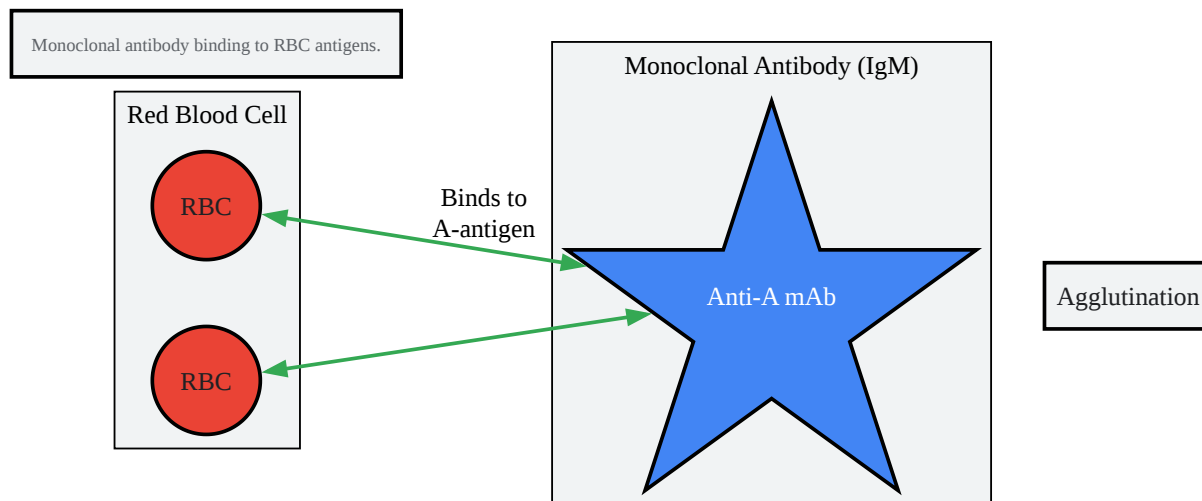 Monoclonal antibody binding to RBC antigens.
Red Blood Cell
RBC
RBC
Binds to
A-antigen
Monoclonal Antibody (IgM)
Anti-A mAb
Agglutination